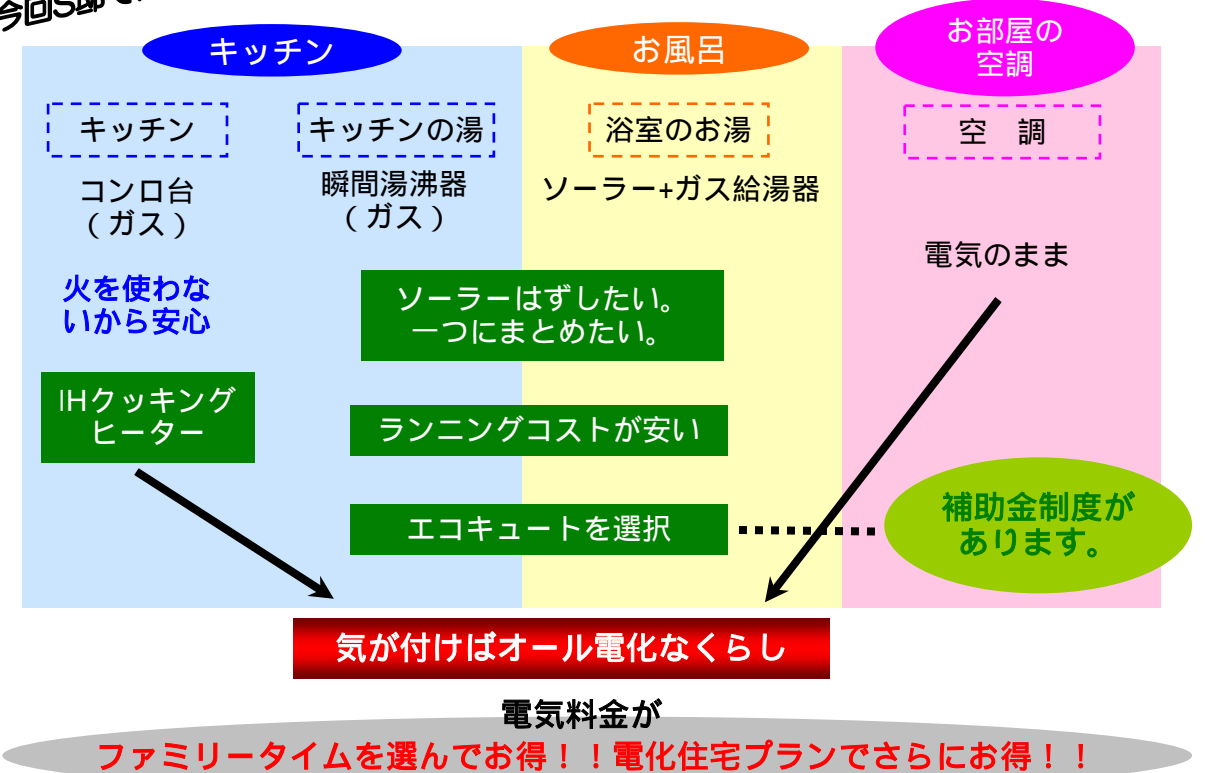 キッチン
お風呂
お部屋の
空調
キッチン
キッチンの湯
浴室のお湯
空 調
コンロ台
(ガス)
瞬間湯沸器
(ガス)
ソーラー+ガス給湯器
電気のまま
火を使わな
いから安心
ソーラーはずしたい。
一つにまとめたい。
IHクッキング
ヒーター
ランニングコストが安い
エコキュートを選択
補助金制度が
あります。
気が付けばオール電化なくらし
電気料金が
ファミリータイムを選んでお得!!電化住宅プランでさらにお得!!